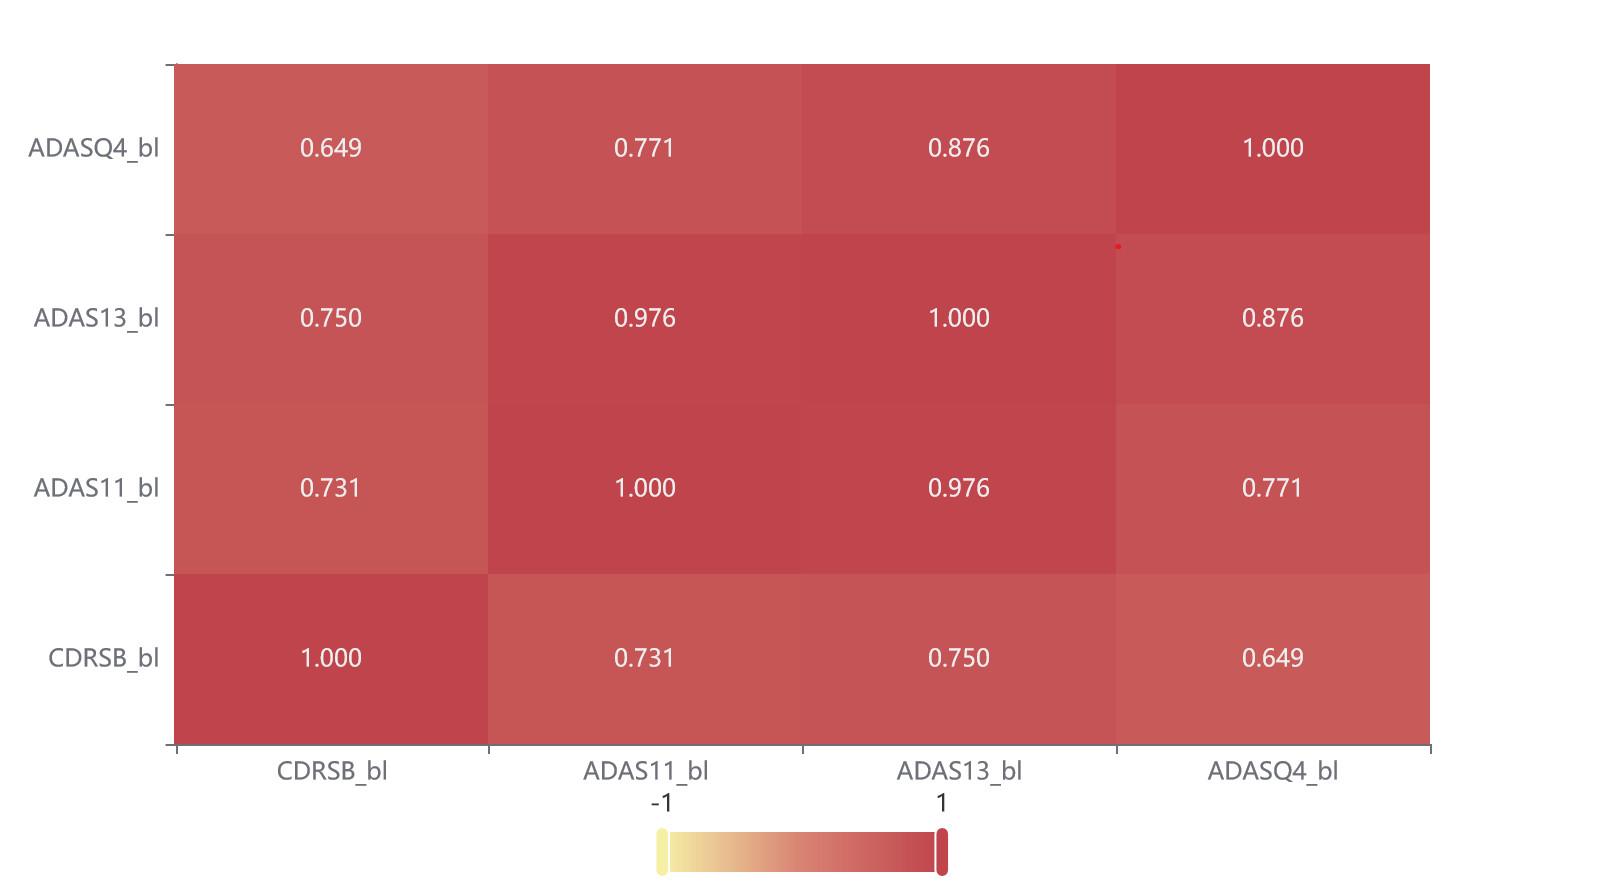 ADASQ4_bl 0.649 0.771 0.876 1.000
ADAS13_bl 0.750 0.976 1.000 0.876
ADAS11_bl 0.731 1.000 0.976 0.771
CDRSB_bl 1.000 0.731 0.750 0.649
CDRSB_bl ADAS11_bl ADAS13_bl ADASQ4_bl
-1 1